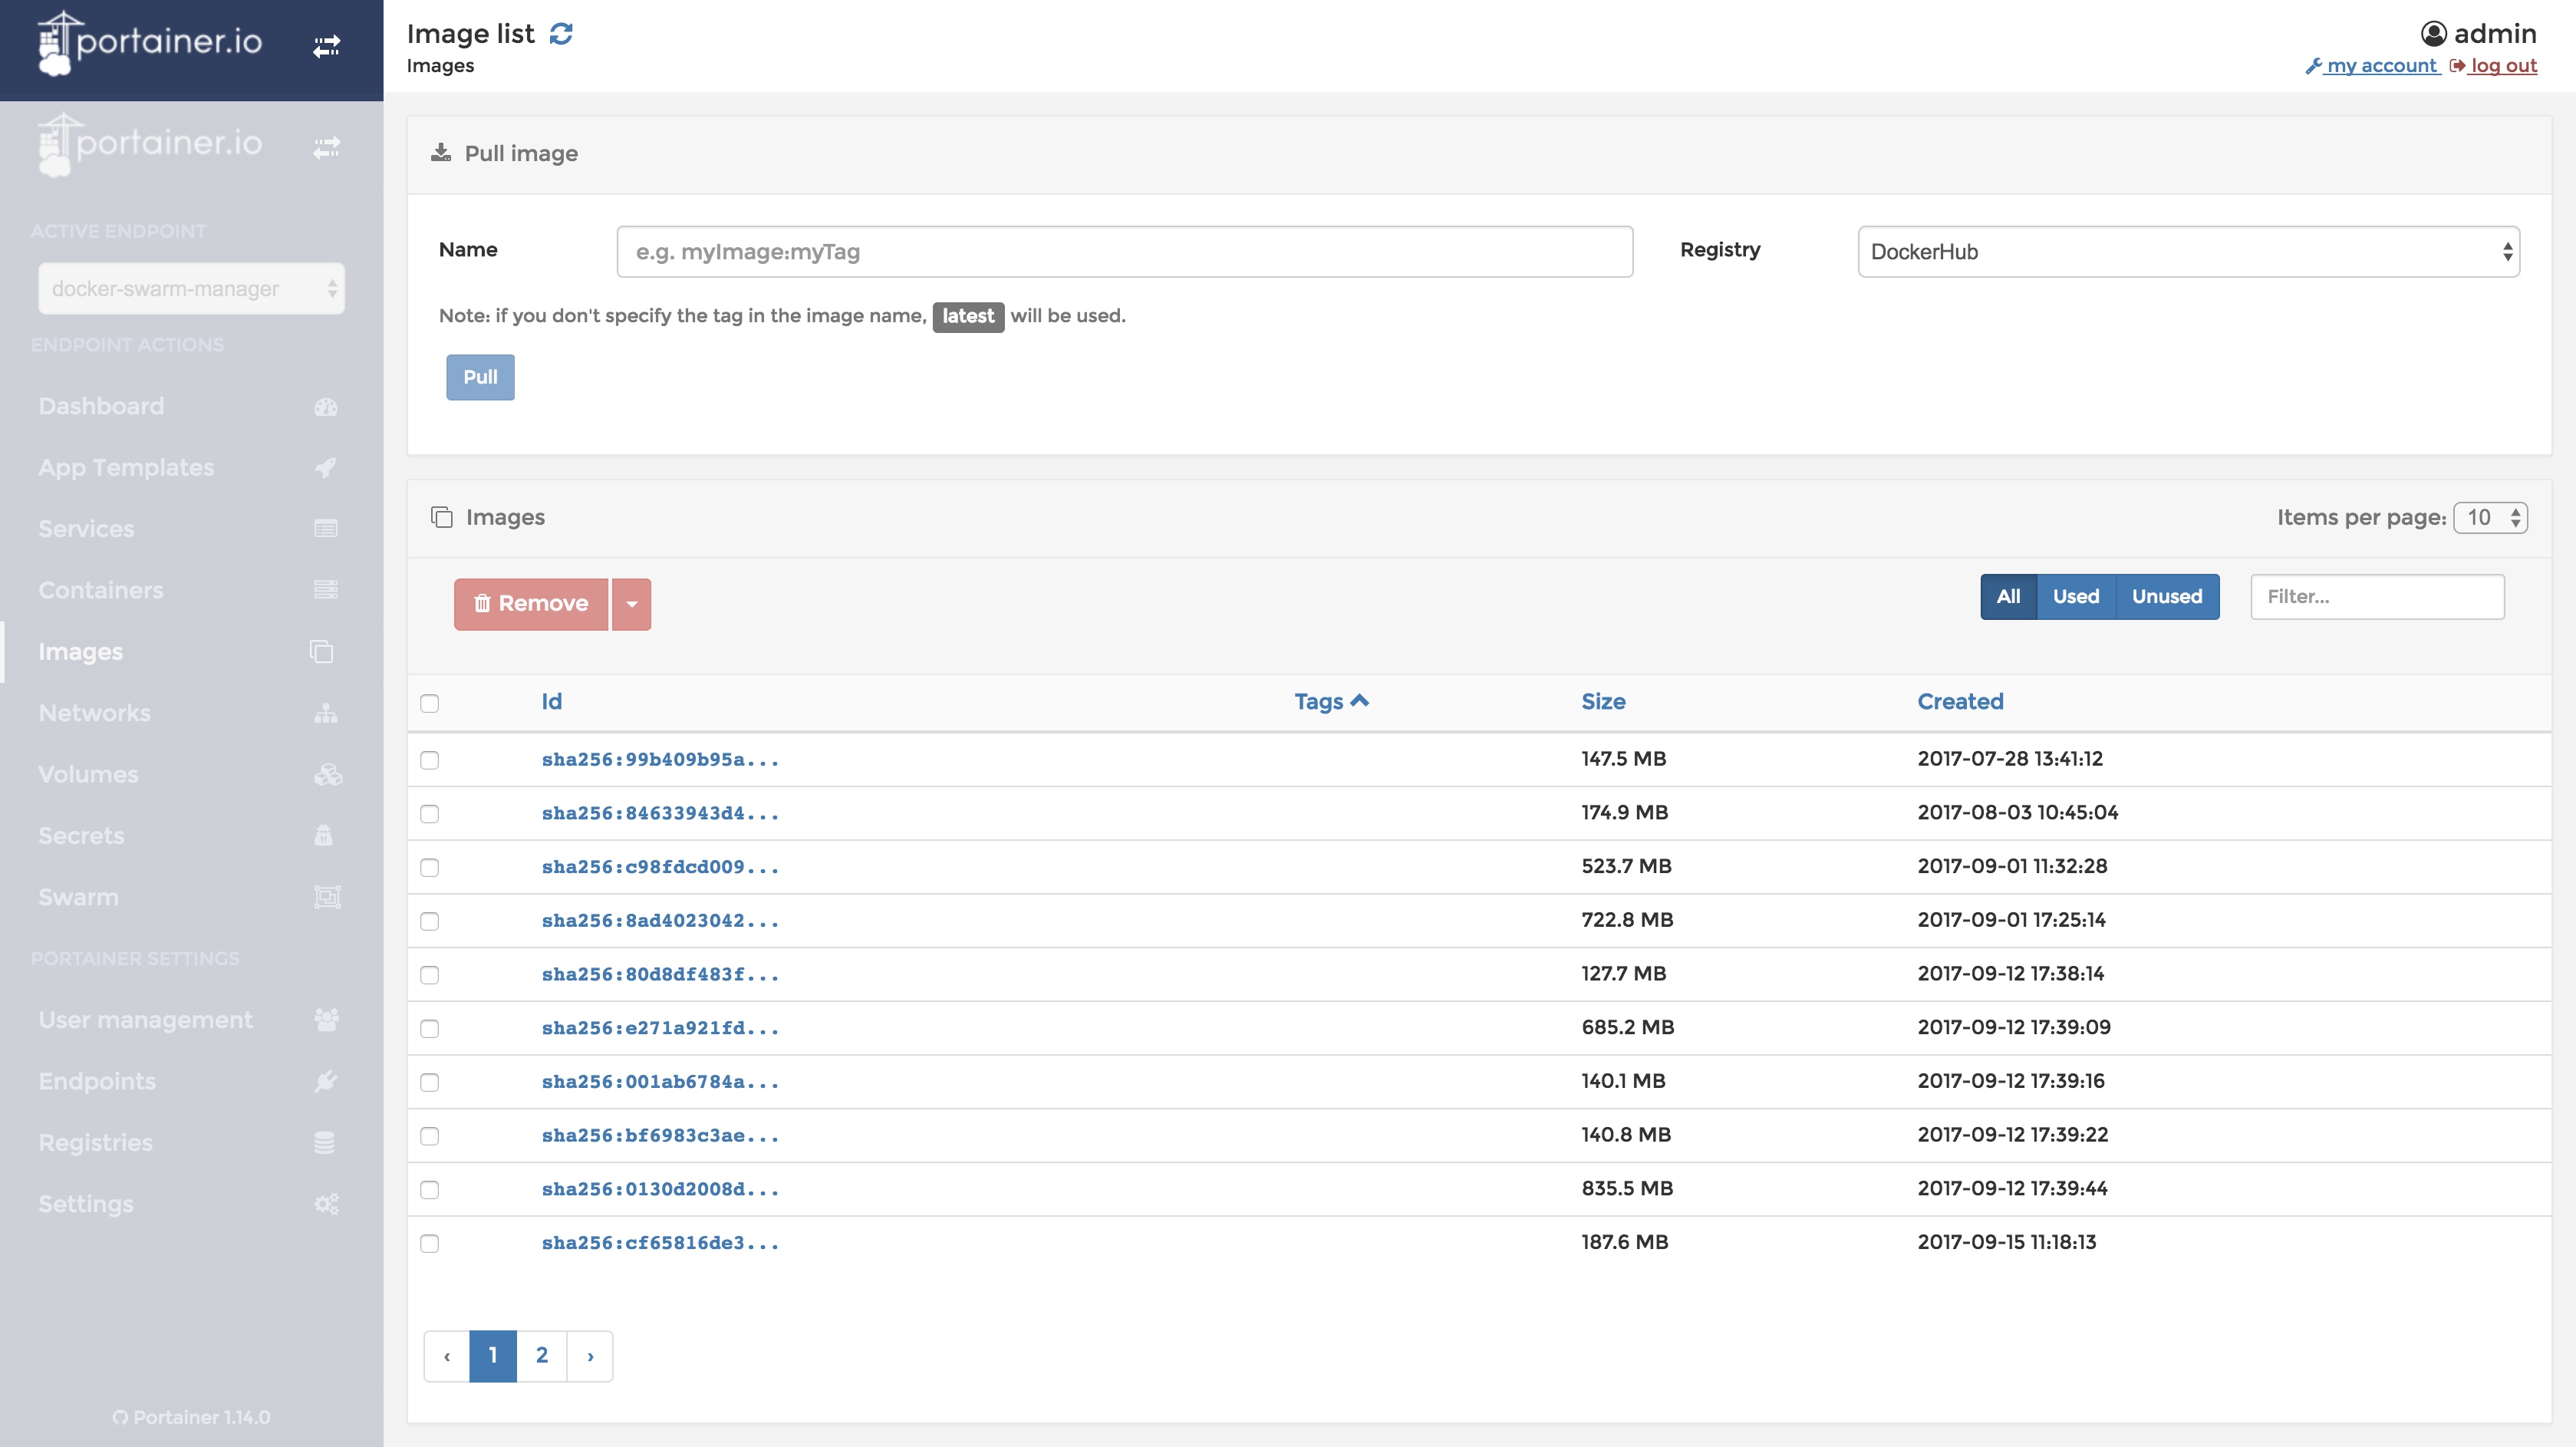 portainer.io
portainer.io
ACTIVE ENDPOINT
docker-swarm-manager
ENDPOINT ACTIONS
Dashboard
App Templates
Services
Containers
Images
Networks
Volumes
Secrets
Swarm
PORTAINER SETTINGS
User management
Endpoints
Registries
Settings
Portainer 1.14.0
Image list
Images
admin
my account log out
Pull image
Name e.g. myImage:myTag Registry DockerHub
Note: if you don't specify the tag in the image name, latest will be used.
Pull
Images Items per page: 10
Remove All Used Unused Filter...
Id Tags Size Created
sha256:99b409b95a... 147.5 MB 2017-07-28 13:41:12
sha256:84633943d4... 174.9 MB 2017-08-03 10:45:04
sha256:c98fdcd009... 523.7 MB 2017-09-01 11:32:28
sha256:8ad4023042... 722.8 MB 2017-09-01 17:25:14
sha256:80d8df483f... 127.7 MB 2017-09-12 17:38:14
sha256:e271a921fd... 685.2 MB 2017-09-12 17:39:09
sha256:001ab6784a... 140.1 MB 2017-09-12 17:39:16
sha256:bf6983c3ae... 140.8 MB 2017-09-12 17:39:22
sha256:0130d2008d... 835.5 MB 2017-09-12 17:39:44
sha256:cf65816de3... 187.6 MB 2017-09-15 11:18:13
‹ 1 2 ›